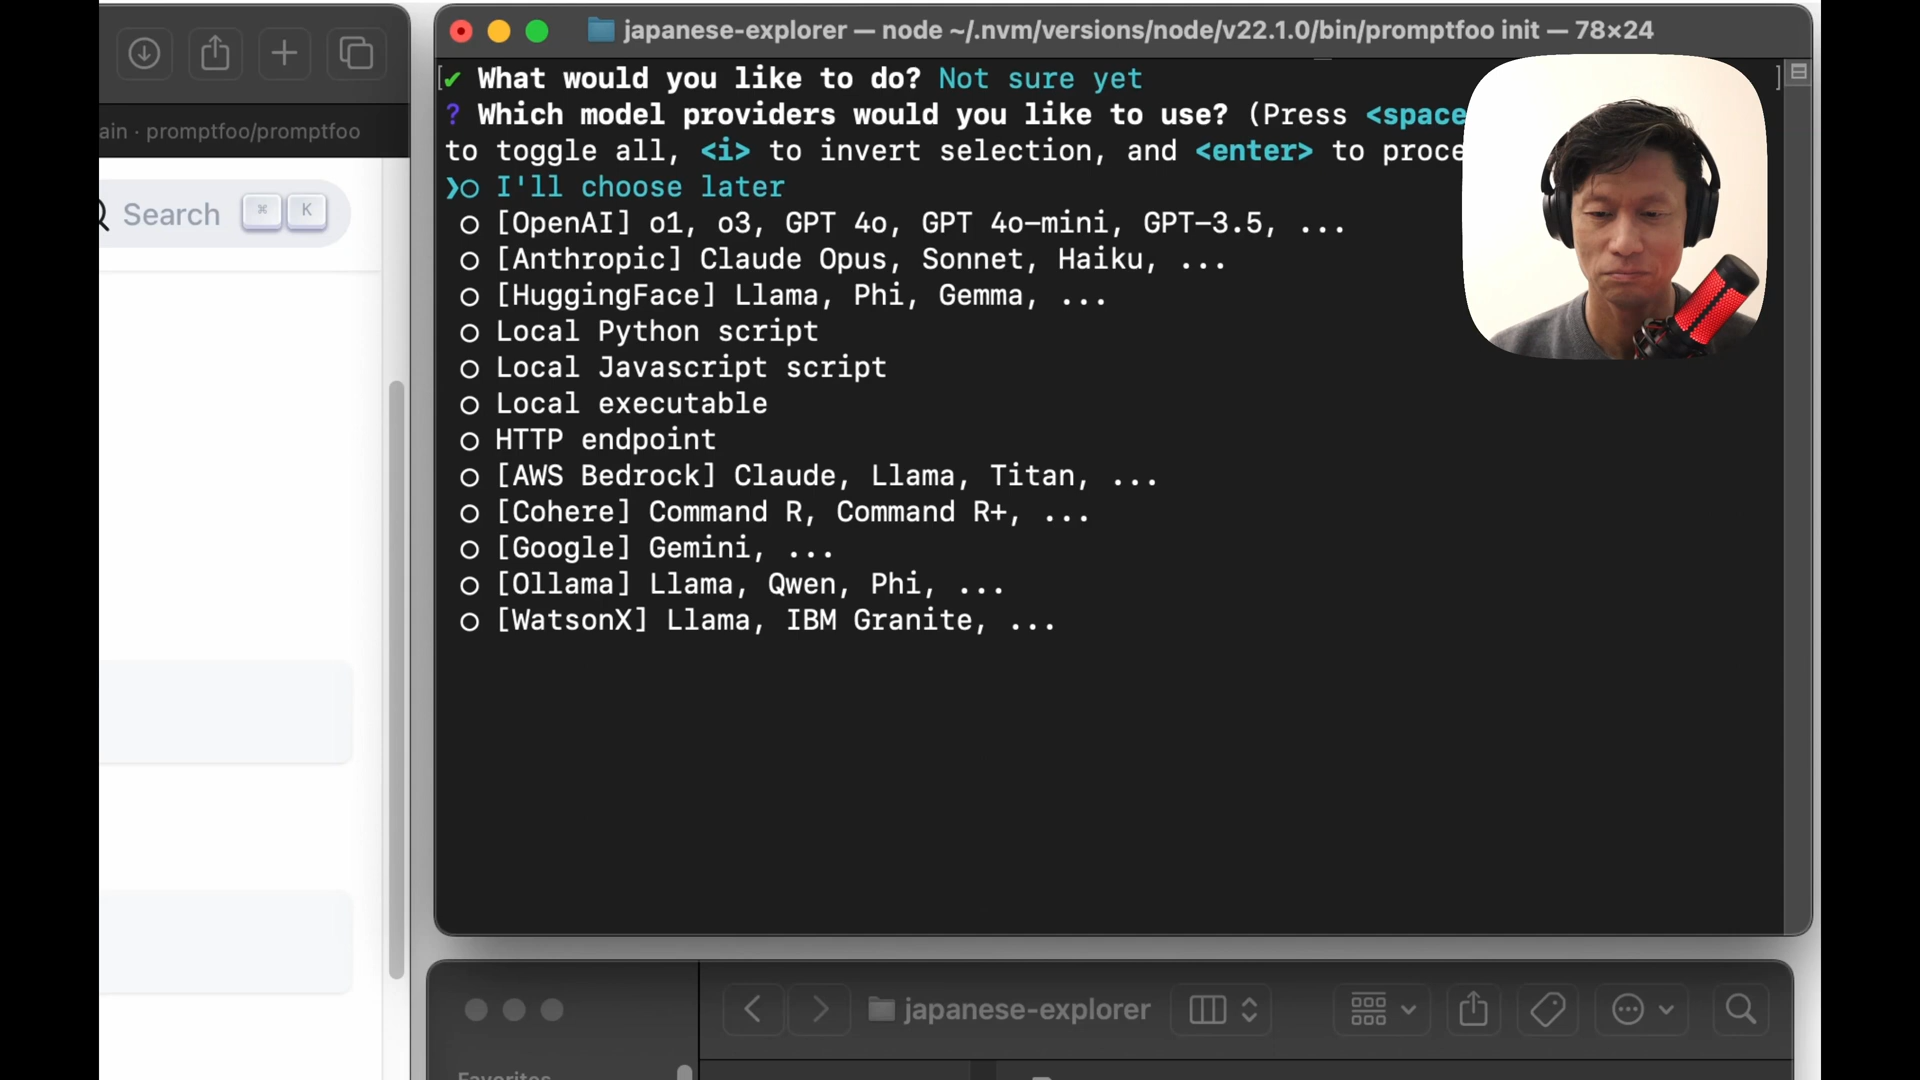 japanese-explorer — node ~/.nvm/versions/node/v22.1.0/bin/promptfoo init — 78×24
ain · promptfoo/promptfoo
Search ⌘ K
[✔ What would you like to do? Not sure yet ]
? Which model providers would you like to use? (Press <space
to toggle all, <i> to invert selection, and <enter> to proce
❯○ I'll choose later
○ [OpenAI] o1, o3, GPT 4o, GPT 4o-mini, GPT-3.5, ...
○ [Anthropic] Claude Opus, Sonnet, Haiku, ...
○ [HuggingFace] Llama, Phi, Gemma, ...
○ Local Python script
○ Local Javascript script
○ Local executable
○ HTTP endpoint
○ [AWS Bedrock] Claude, Llama, Titan, ...
○ [Cohere] Command R, Command R+, ...
○ [Google] Gemini, ...
○ [Ollama] Llama, Qwen, Phi, ...
○ [WatsonX] Llama, IBM Granite, ...
japanese-explorer
Favorites